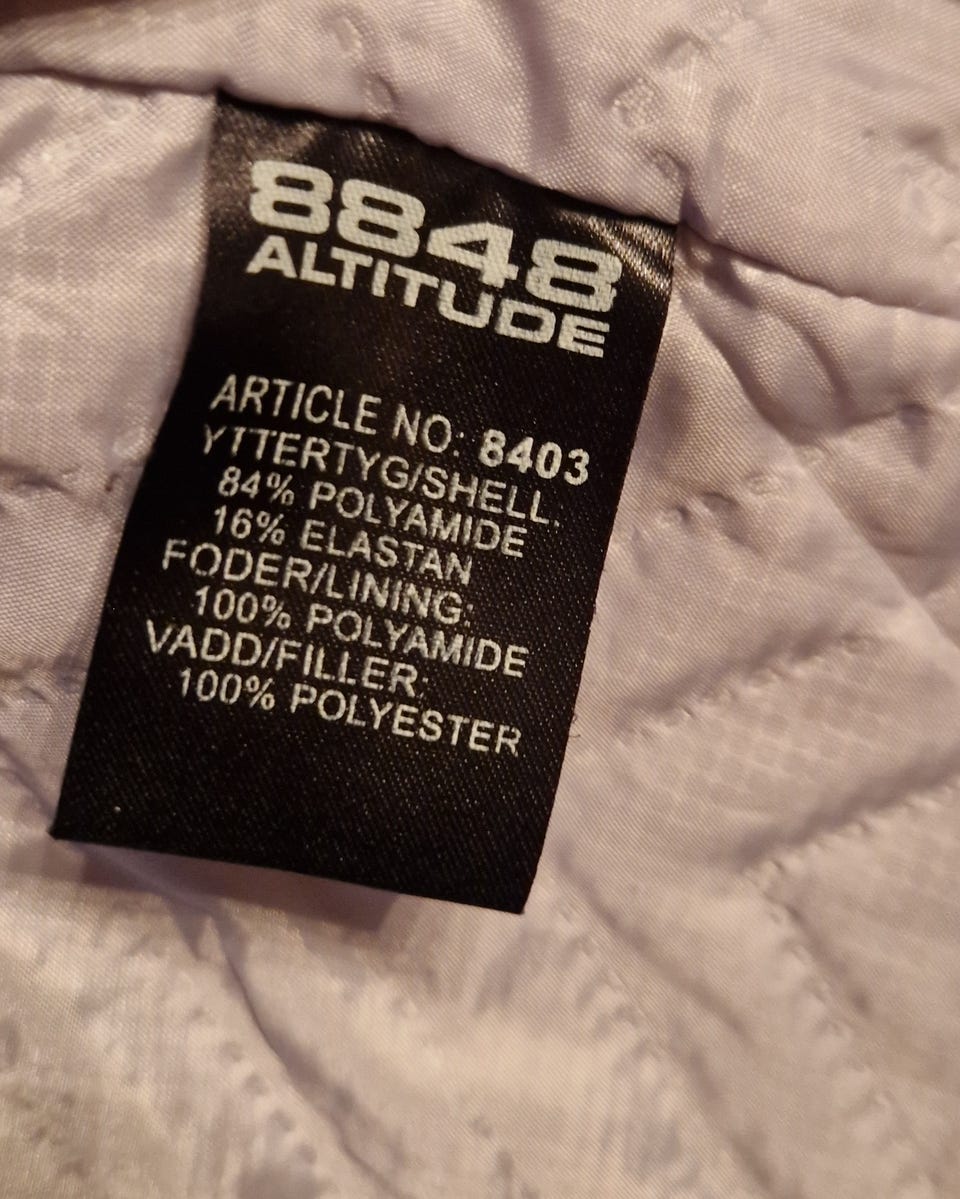 8848
ALTITUDE
ARTICLE NO: 8403
YTTERTYG/SHELL:
84% POLYAMIDE
16% ELASTAN
FODER/LINING:
100% POLYAMIDE
VADD/FILLER:
100% POLYESTER